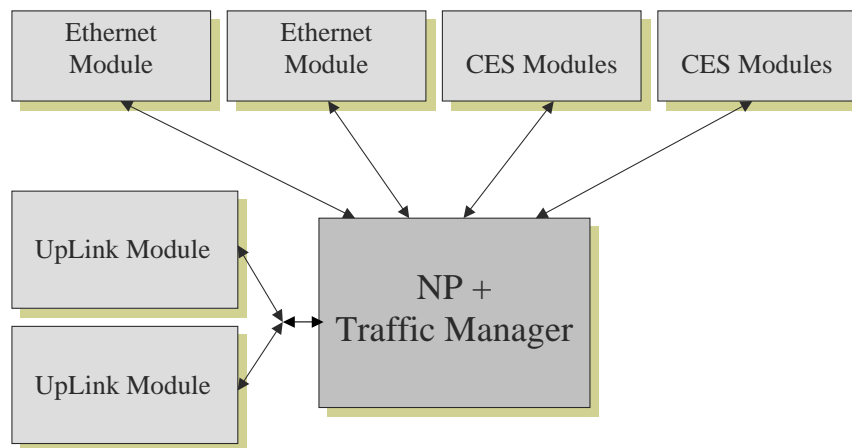 Ethernet
Module
Ethernet
Module
CES Modules
CES Modules
UpLink Module
NP +
Traffic Manager
UpLink Module